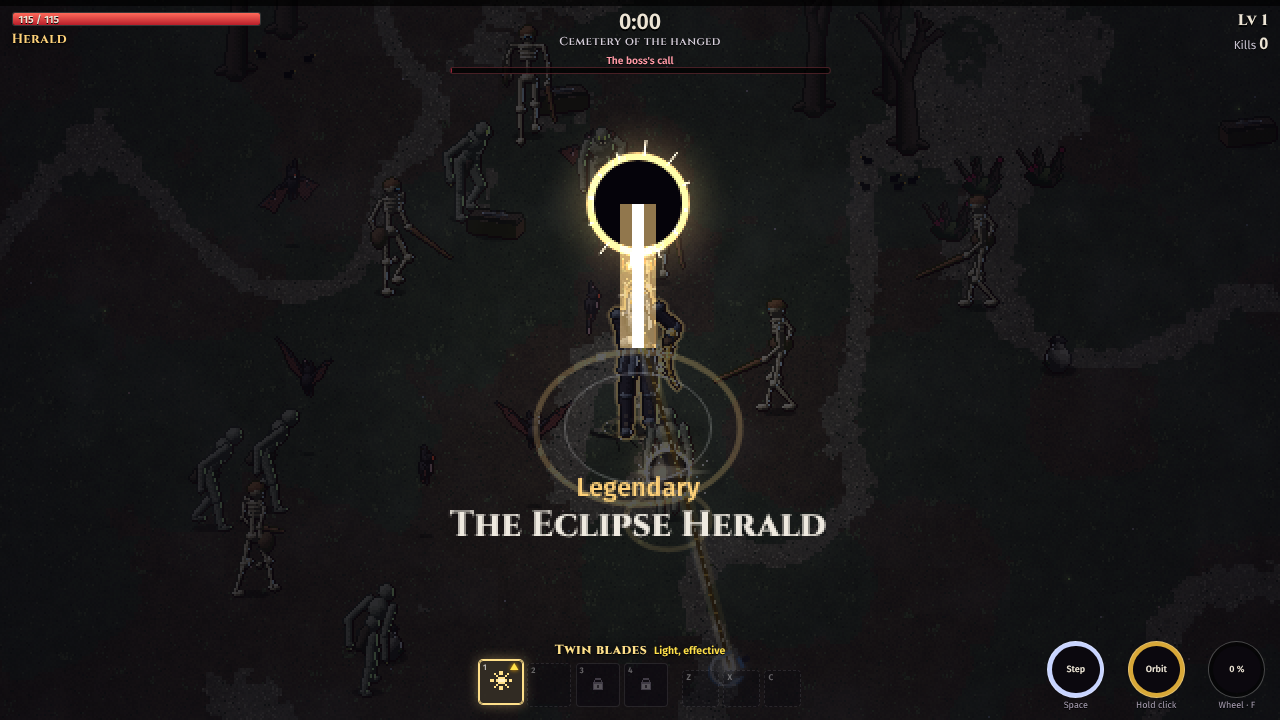 115 / 115
Herald
0:00
Cemetery of the hanged
The boss's call
Lv 1
Kills 0
Legendary
The Eclipse Herald
Twin blades Light, effective
1
2
3
4
Z
X
C
Step
Space
Orbit
Hold click
0 %
Wheel · F